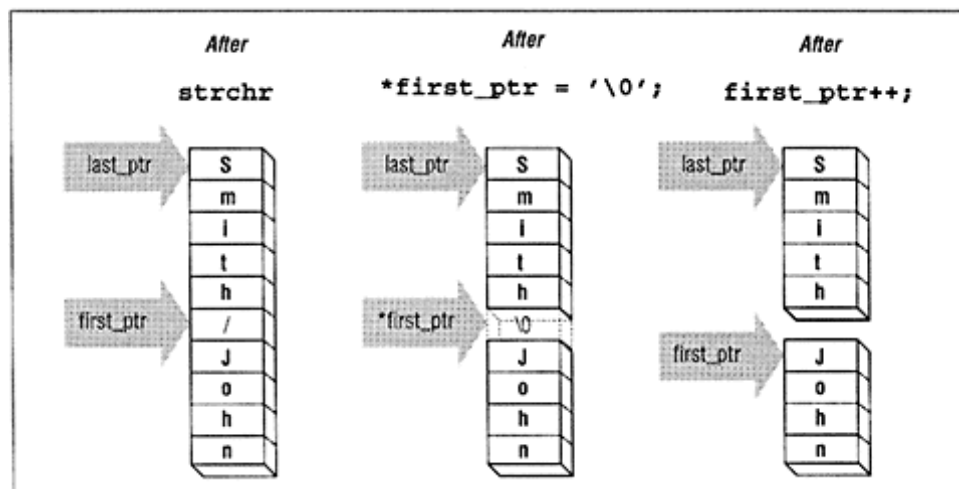 After
strchr
last_ptr
S
m
i
t
h
first_ptr
/
J
o
h
n
After
*first_ptr = '\0';
last_ptr
S
m
i
t
h
*first_ptr
\0
J
o
h
n
After
first_ptr++;
last_ptr
S
m
i
t
h
first_ptr
J
o
h
n